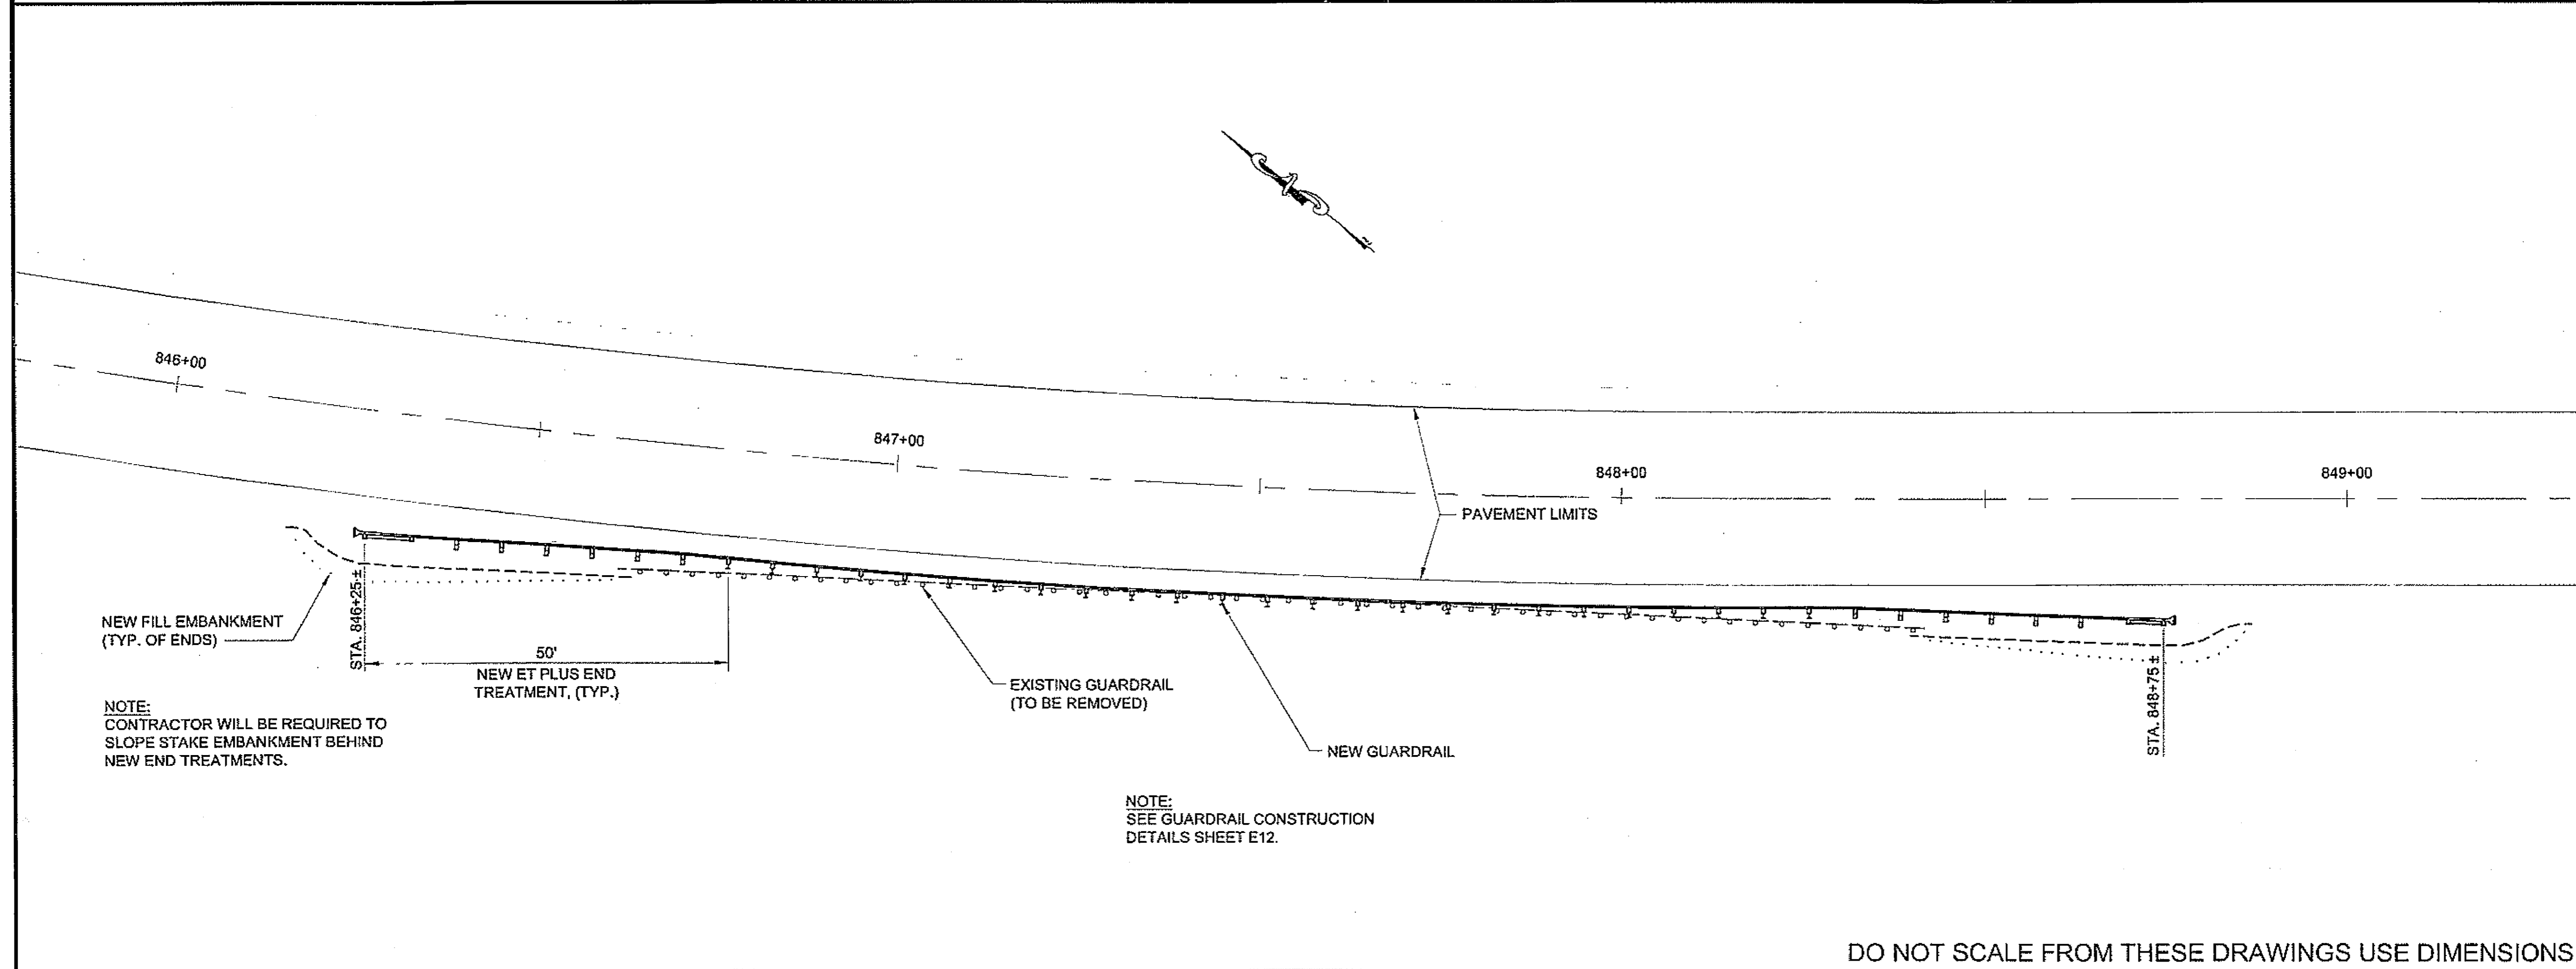 846+00
847+00
848+00
849+00
PAVEMENT LIMITS
STA. 846+25 ±
NEW FILL EMBANKMENT
(TYP. OF ENDS)
50'
NEW ET PLUS END
TREATMENT, (TYP.)
EXISTING GUARDRAIL
(TO BE REMOVED)
NEW GUARDRAIL
STA. 848+75 ±
NOTE:
CONTRACTOR WILL BE REQUIRED TO
SLOPE STAKE EMBANKMENT BEHIND
NEW END TREATMENTS.
NOTE:
SEE GUARDRAIL CONSTRUCTION
DETAILS SHEET E12.
DO NOT SCALE FROM THESE DRAWINGS USE DIMENSIONS